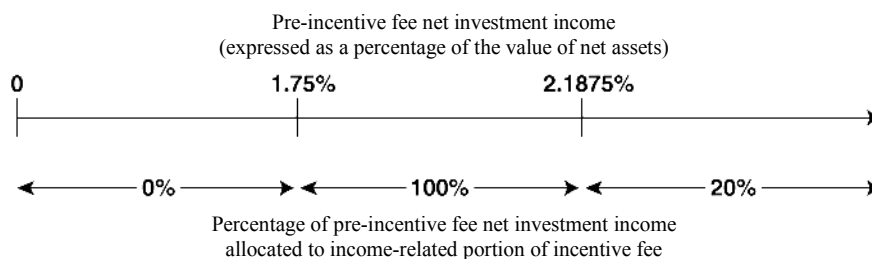 Pre-incentive fee net investment income
(expressed as a percentage of the value of net assets)
0 1.75% 2.1875%
0% 100% 20%
Percentage of pre-incentive fee net investment income
allocated to income-related portion of incentive fee